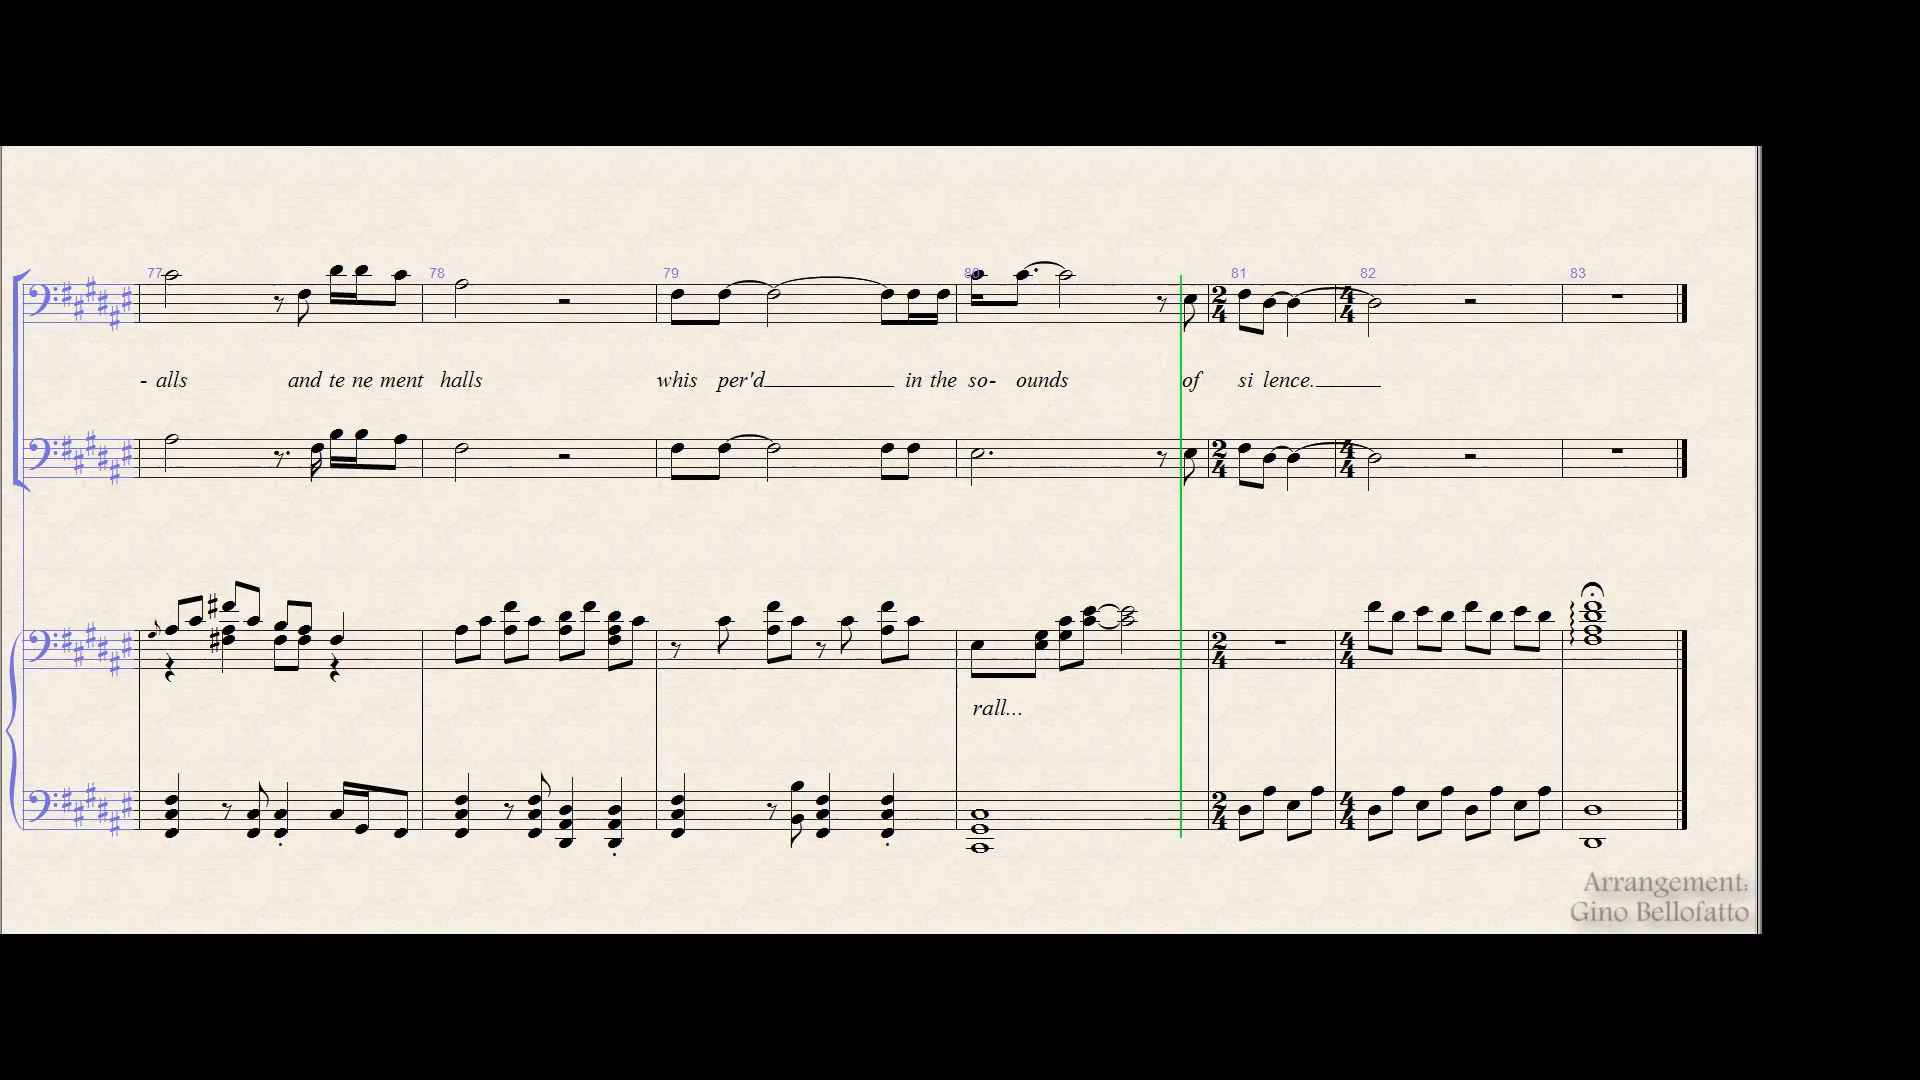 77 78 79 80 81 82 83
- alls and te ne ment halls whis per'd in the so- ounds of si lence.
rall...
Arrangement:
Gino Bellofatto